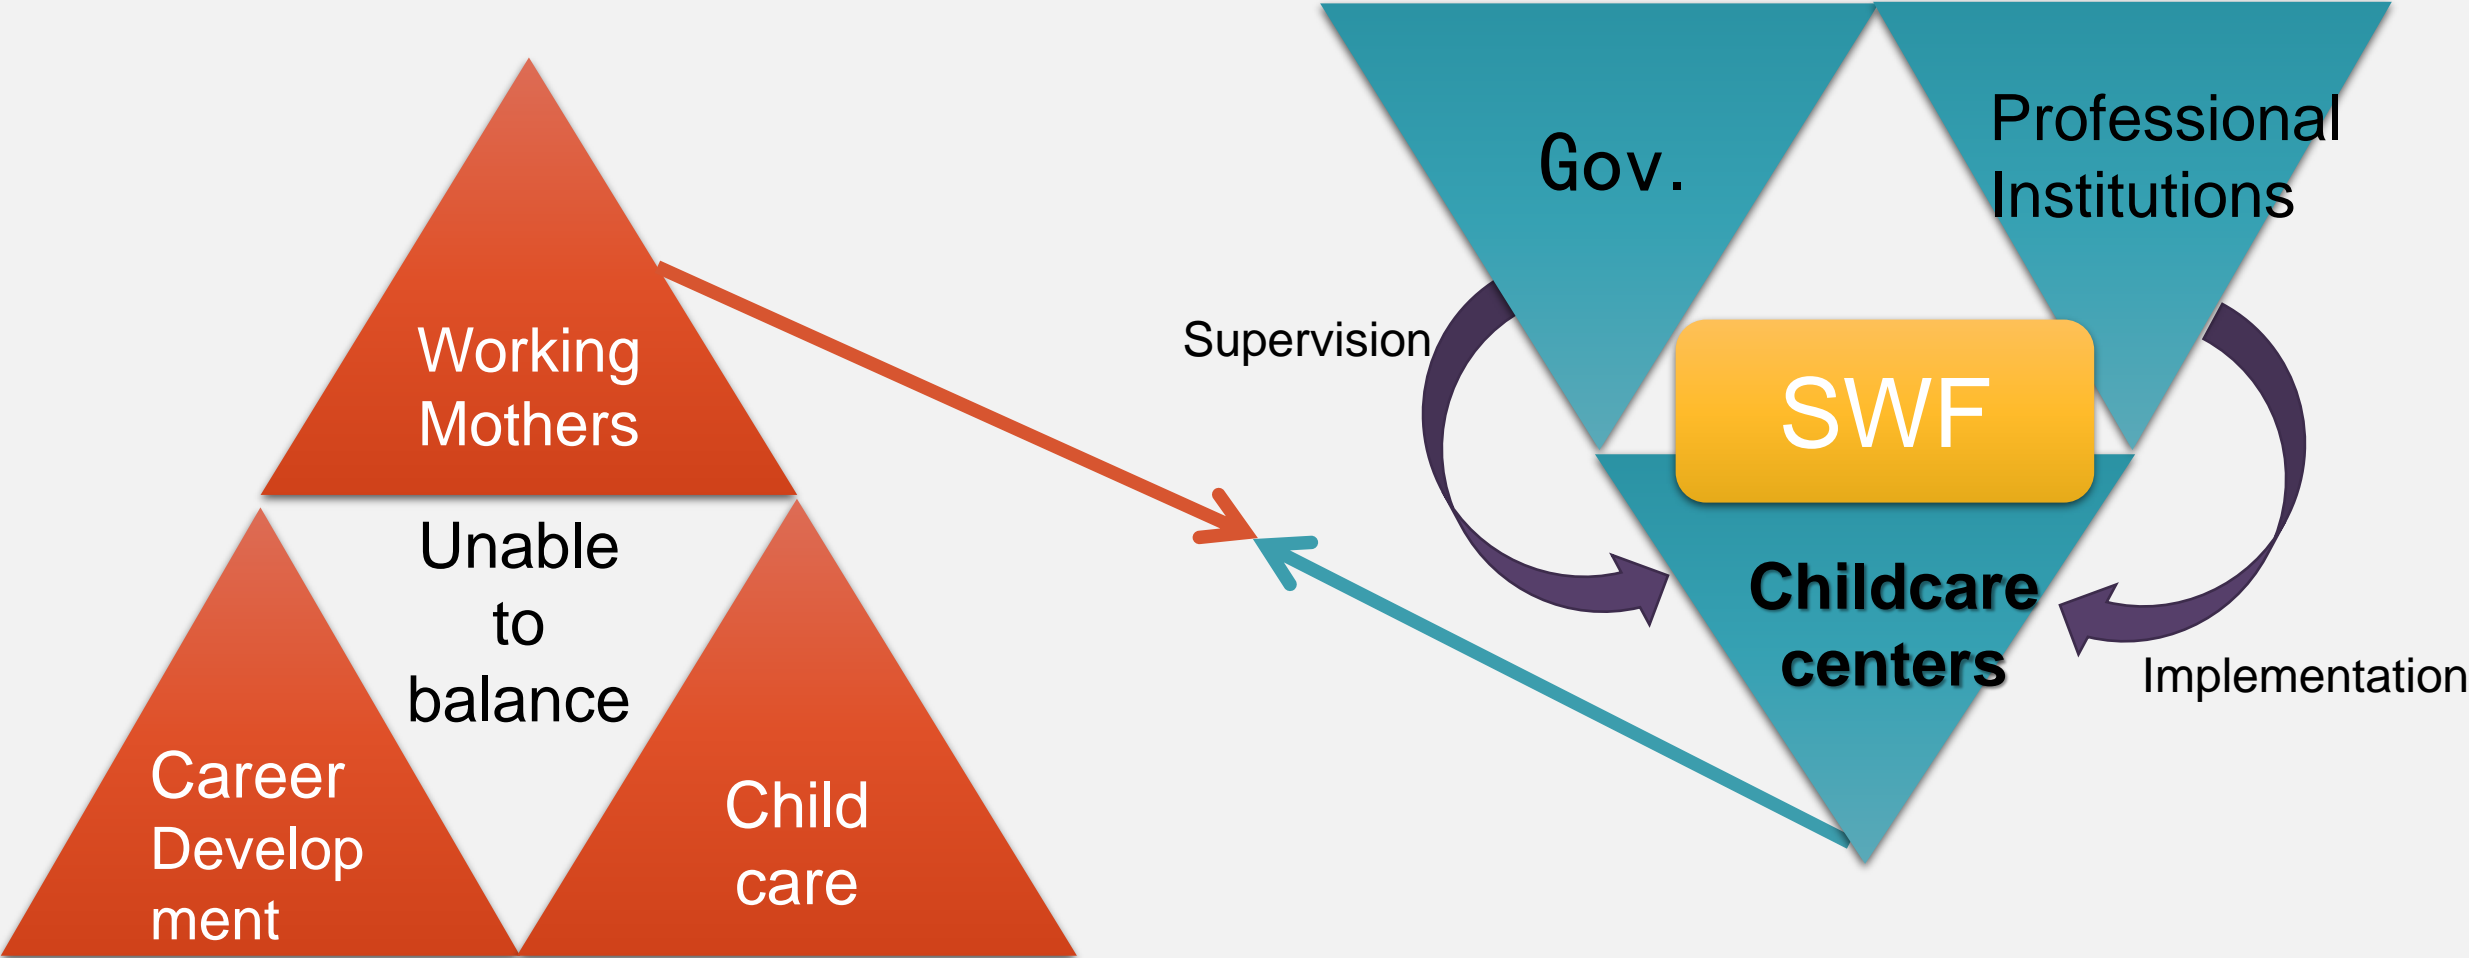 Working
Mothers
Unable
to
balance
Career
Develop
ment
Child
care
Gov.
Professional
Institutions
Supervision
SWF
Childcare
centers
Implementation